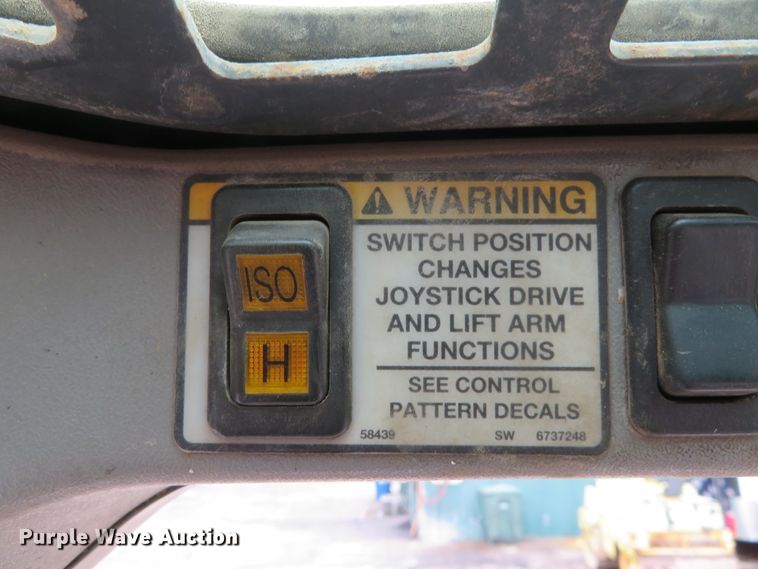 ISO
H
WARNING
SWITCH POSITION
CHANGES
JOYSTICK DRIVE
AND LIFT ARM
FUNCTIONS
SEE CONTROL
PATTERN DECALS
58439 SW 6737248
Purple Wave Auction